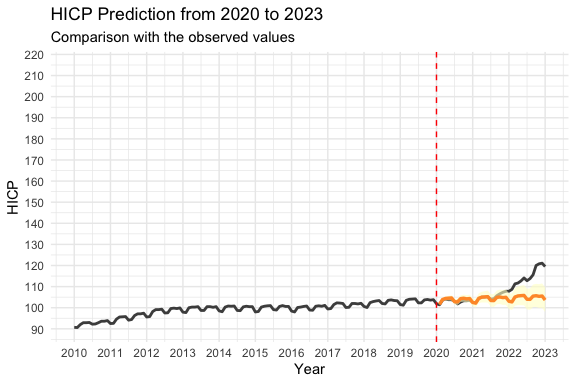 HICP Prediction from 2020 to 2023
Comparison with the observed values
220
210
200
190
180
170
160
150
140
130
120
110
100
90
HICP
2010 2011 2012 2013 2014 2015 2016 2017 2018 2019 2020 2021 2022 2023
Year